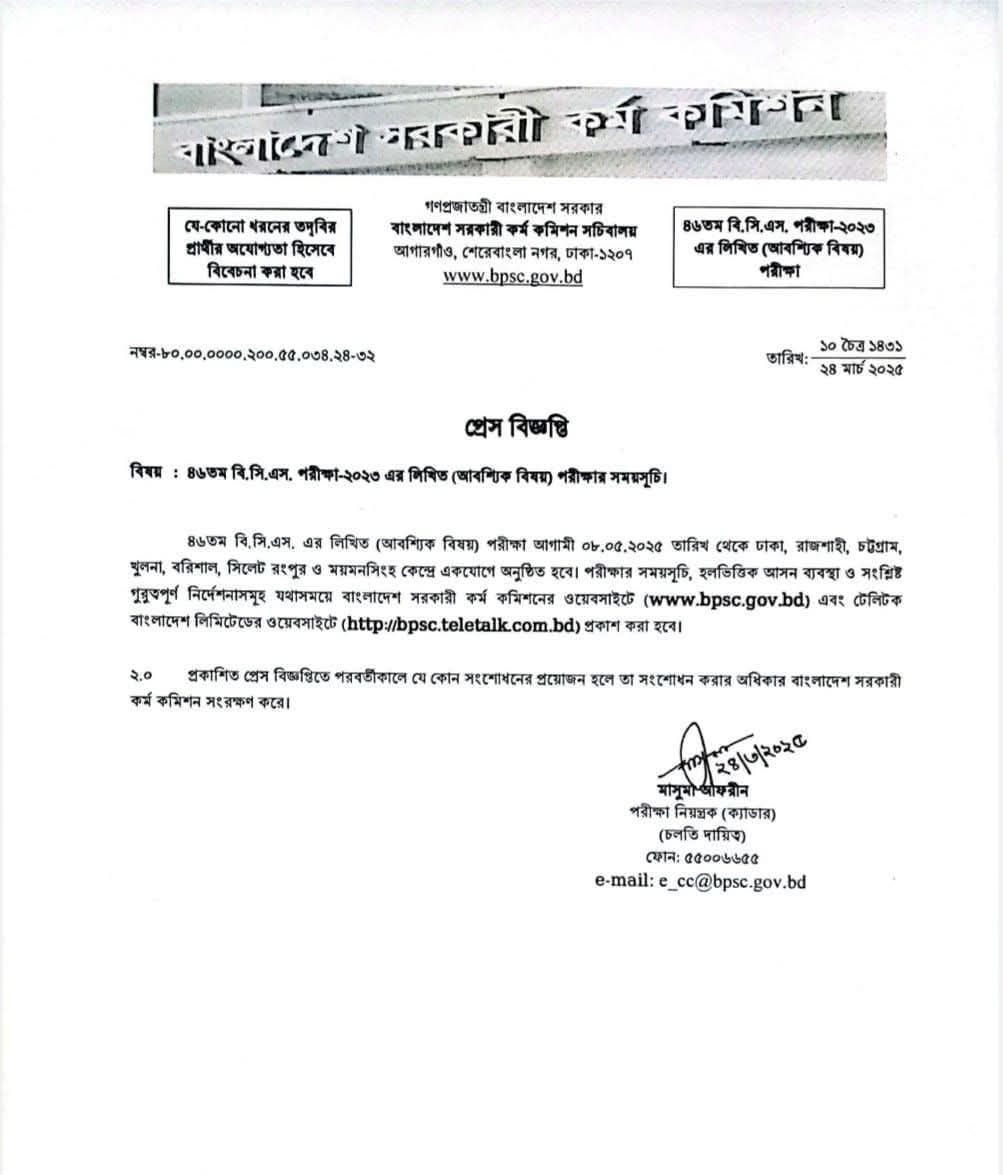 বাংলাদেশ সরকারী কর্ম কমিশন
যে-কোনো ধরনের তদবির
প্রার্থীর অযোগ্যতা হিসেবে
বিবেচনা করা হবে
গণপ্রজাতন্ত্রী বাংলাদেশ সরকার
বাংলাদেশ সরকারী কর্ম কমিশন সচিবালয়
আগারগাঁও, শেরেবাংলা নগর, ঢাকা-১২০৭
www.bpsc.gov.bd
৪৬তম বি.সি.এস. পরীক্ষা-২০২৩
এর লিখিত (আবশ্যিক বিষয়)
পরীক্ষা
নম্বর-৮০.০০.০০০০.২০০.৫৫.০৩৪.২৪-৩২
১০ চৈত্র ১৪৩১
তারিখ:
২৪ মার্চ ২০২৫
প্রেস বিজ্ঞপ্তি
বিষয় : ৪৬তম বি.সি.এস. পরীক্ষা-২০২৩ এর লিখিত (আবশ্যিক বিষয়) পরীক্ষার সময়সূচি।
৪৬তম বি.সি.এস. এর লিখিত (আবশ্যিক বিষয়) পরীক্ষা আগামী ০৮.০৫.২০২৫ তারিখ থেকে ঢাকা, রাজশাহী, চট্টগ্রাম,
খুলনা, বরিশাল, সিলেট রংপুর ও ময়মনসিংহ কেন্দ্রে একযোগে অনুষ্ঠিত হবে। পরীক্ষার সময়সূচি, হলভিত্তিক আসন ব্যবস্থা ও সংশ্লিষ্ট
গুরুত্বপূর্ণ নির্দেশনাসমূহ যথাসময়ে বাংলাদেশ সরকারী কর্ম কমিশনের ওয়েবসাইটে (www.bpsc.gov.bd) এবং টেলিটক
বাংলাদেশ লিমিটেডের ওয়েবসাইটে (http://bpsc.teletalk.com.bd) প্রকাশ করা হবে।
২.০ প্রকাশিত প্রেস বিজ্ঞপ্তিতে পরবর্তীকালে যে কোন সংশোধনের প্রয়োজন হলে তা সংশোধন করার অধিকার বাংলাদেশ সরকারী
কর্ম কমিশন সংরক্ষণ করে।
২৪/৩/২০২৫
মাসুমা আফরীন
পরীক্ষা নিয়ন্ত্রক (ক্যাডার)
(চলতি দায়িত্ব)
ফোন: ৫৫০০৬৬৫৫
e-mail: e_cc@bpsc.gov.bd